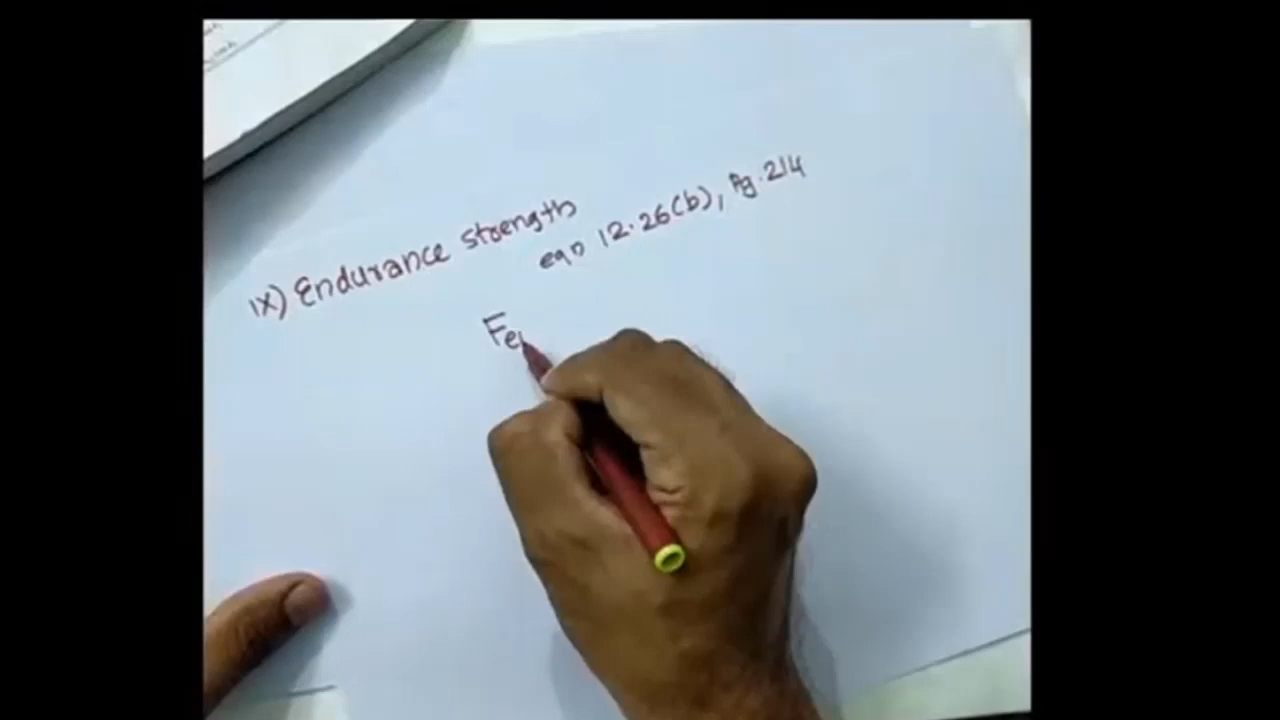 IX) Endurance strength
eqn 12.26(b), Pg.214
Fe